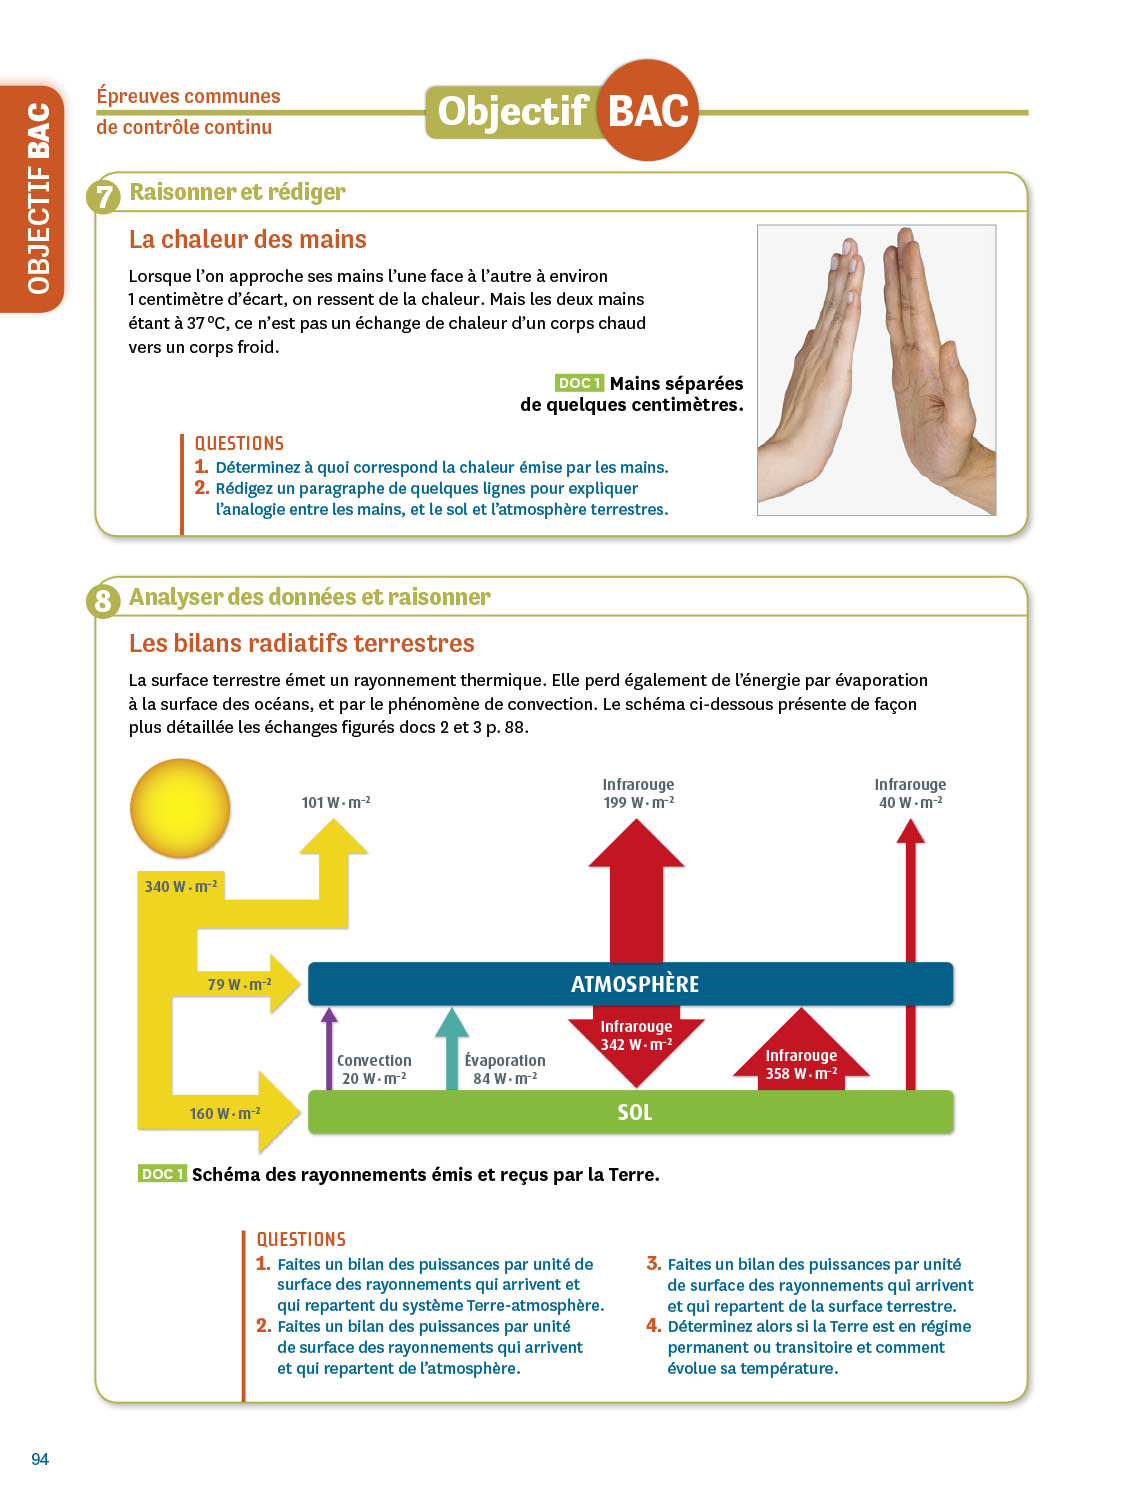 OBJECTIF BAC
Épreuves communes
de contrôle continu
Objectif BAC
7 Raisonner et rédiger
La chaleur des mains
Lorsque l’on approche ses mains l’une face à l’autre à environ
1 centimètre d’écart, on ressent de la chaleur. Mais les deux mains
étant à 37 °C, ce n’est pas un échange de chaleur d’un corps chaud
vers un corps froid.
DOC 1 Mains séparées
de quelques centimètres.
QUESTIONS
1. Déterminez à quoi correspond la chaleur émise par les mains.
2. Rédigez un paragraphe de quelques lignes pour expliquer
l’analogie entre les mains, et le sol et l’atmosphère terrestres.
8 Analyser des données et raisonner
Les bilans radiatifs terrestres
La surface terrestre émet un rayonnement thermique. Elle perd également de l’énergie par évaporation
à la surface des océans, et par le phénomène de convection. Le schéma ci-dessous présente de façon
plus détaillée les échanges figurés docs 2 et 3 p. 88.
340 W·m⁻²
101 W·m⁻²
Infrarouge
199 W·m⁻²
Infrarouge
40 W·m⁻²
79 W·m⁻²
ATMOSPHÈRE
Convection
20 W·m⁻²
Évaporation
84 W·m⁻²
Infrarouge
342 W·m⁻²
Infrarouge
358 W·m⁻²
160 W·m⁻²
SOL
DOC 1 Schéma des rayonnements émis et reçus par la Terre.
QUESTIONS
1. Faites un bilan des puissances par unité de
surface des rayonnements qui arrivent et
qui repartent du système Terre-atmosphère.
2. Faites un bilan des puissances par unité
de surface des rayonnements qui arrivent
et qui repartent de l’atmosphère.
3. Faites un bilan des puissances par unité
de surface des rayonnements qui arrivent
et qui repartent de la surface terrestre.
4. Déterminez alors si la Terre est en régime
permanent ou transitoire et comment
évolue sa température.
94